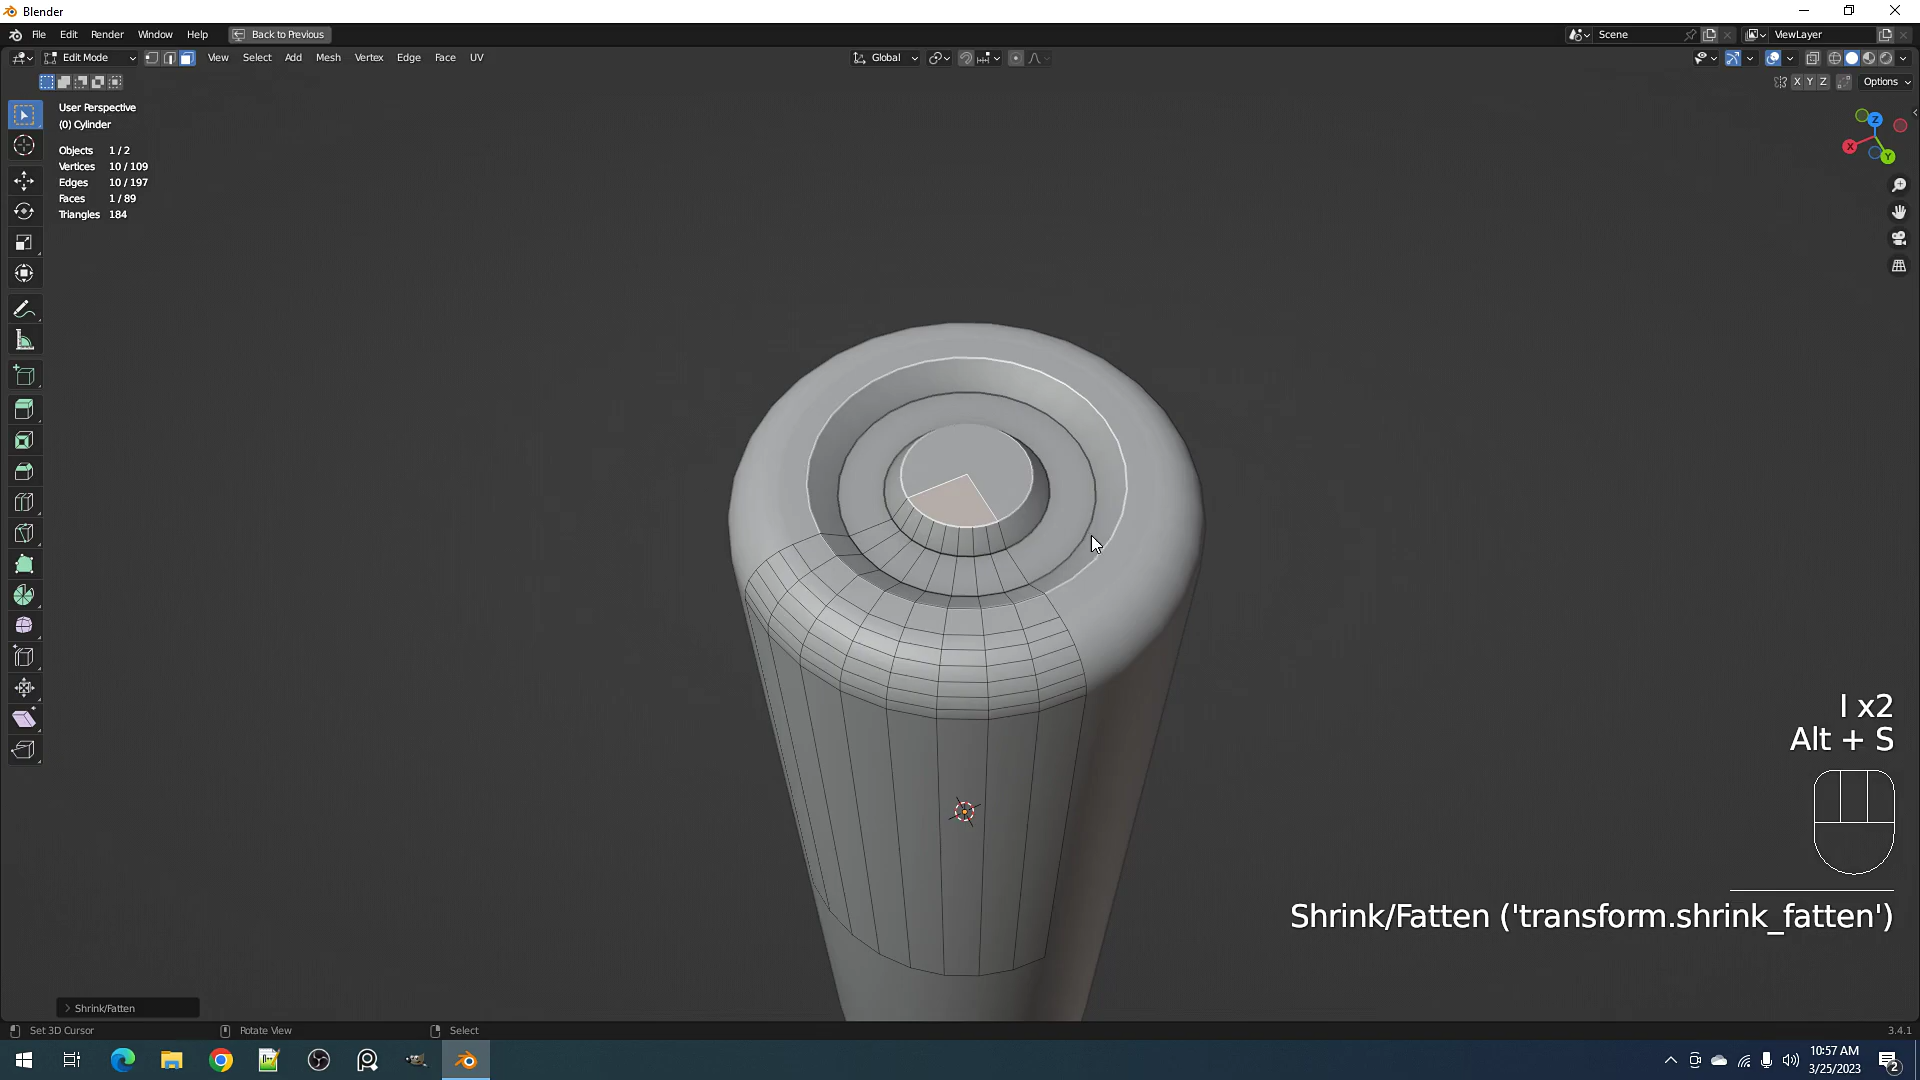 Blender
File Edit Render Window Help Back to Previous Scene ViewLayer
Edit Mode View Select Add Mesh Vertex Edge Face UV Global
X Y Z Options
User Perspective
(0) Cylinder
Objects 1 / 2
Vertices 10 / 109
Edges 10 / 197
Faces 1 / 89
Triangles 184
Z
X
Y
I x2
Alt + S
Shrink/Fatten ('transform.shrink_fatten')
Shrink/Fatten
Set 3D Cursor Rotate View Select 3.4.1
10:57 AM
3/25/2023
2